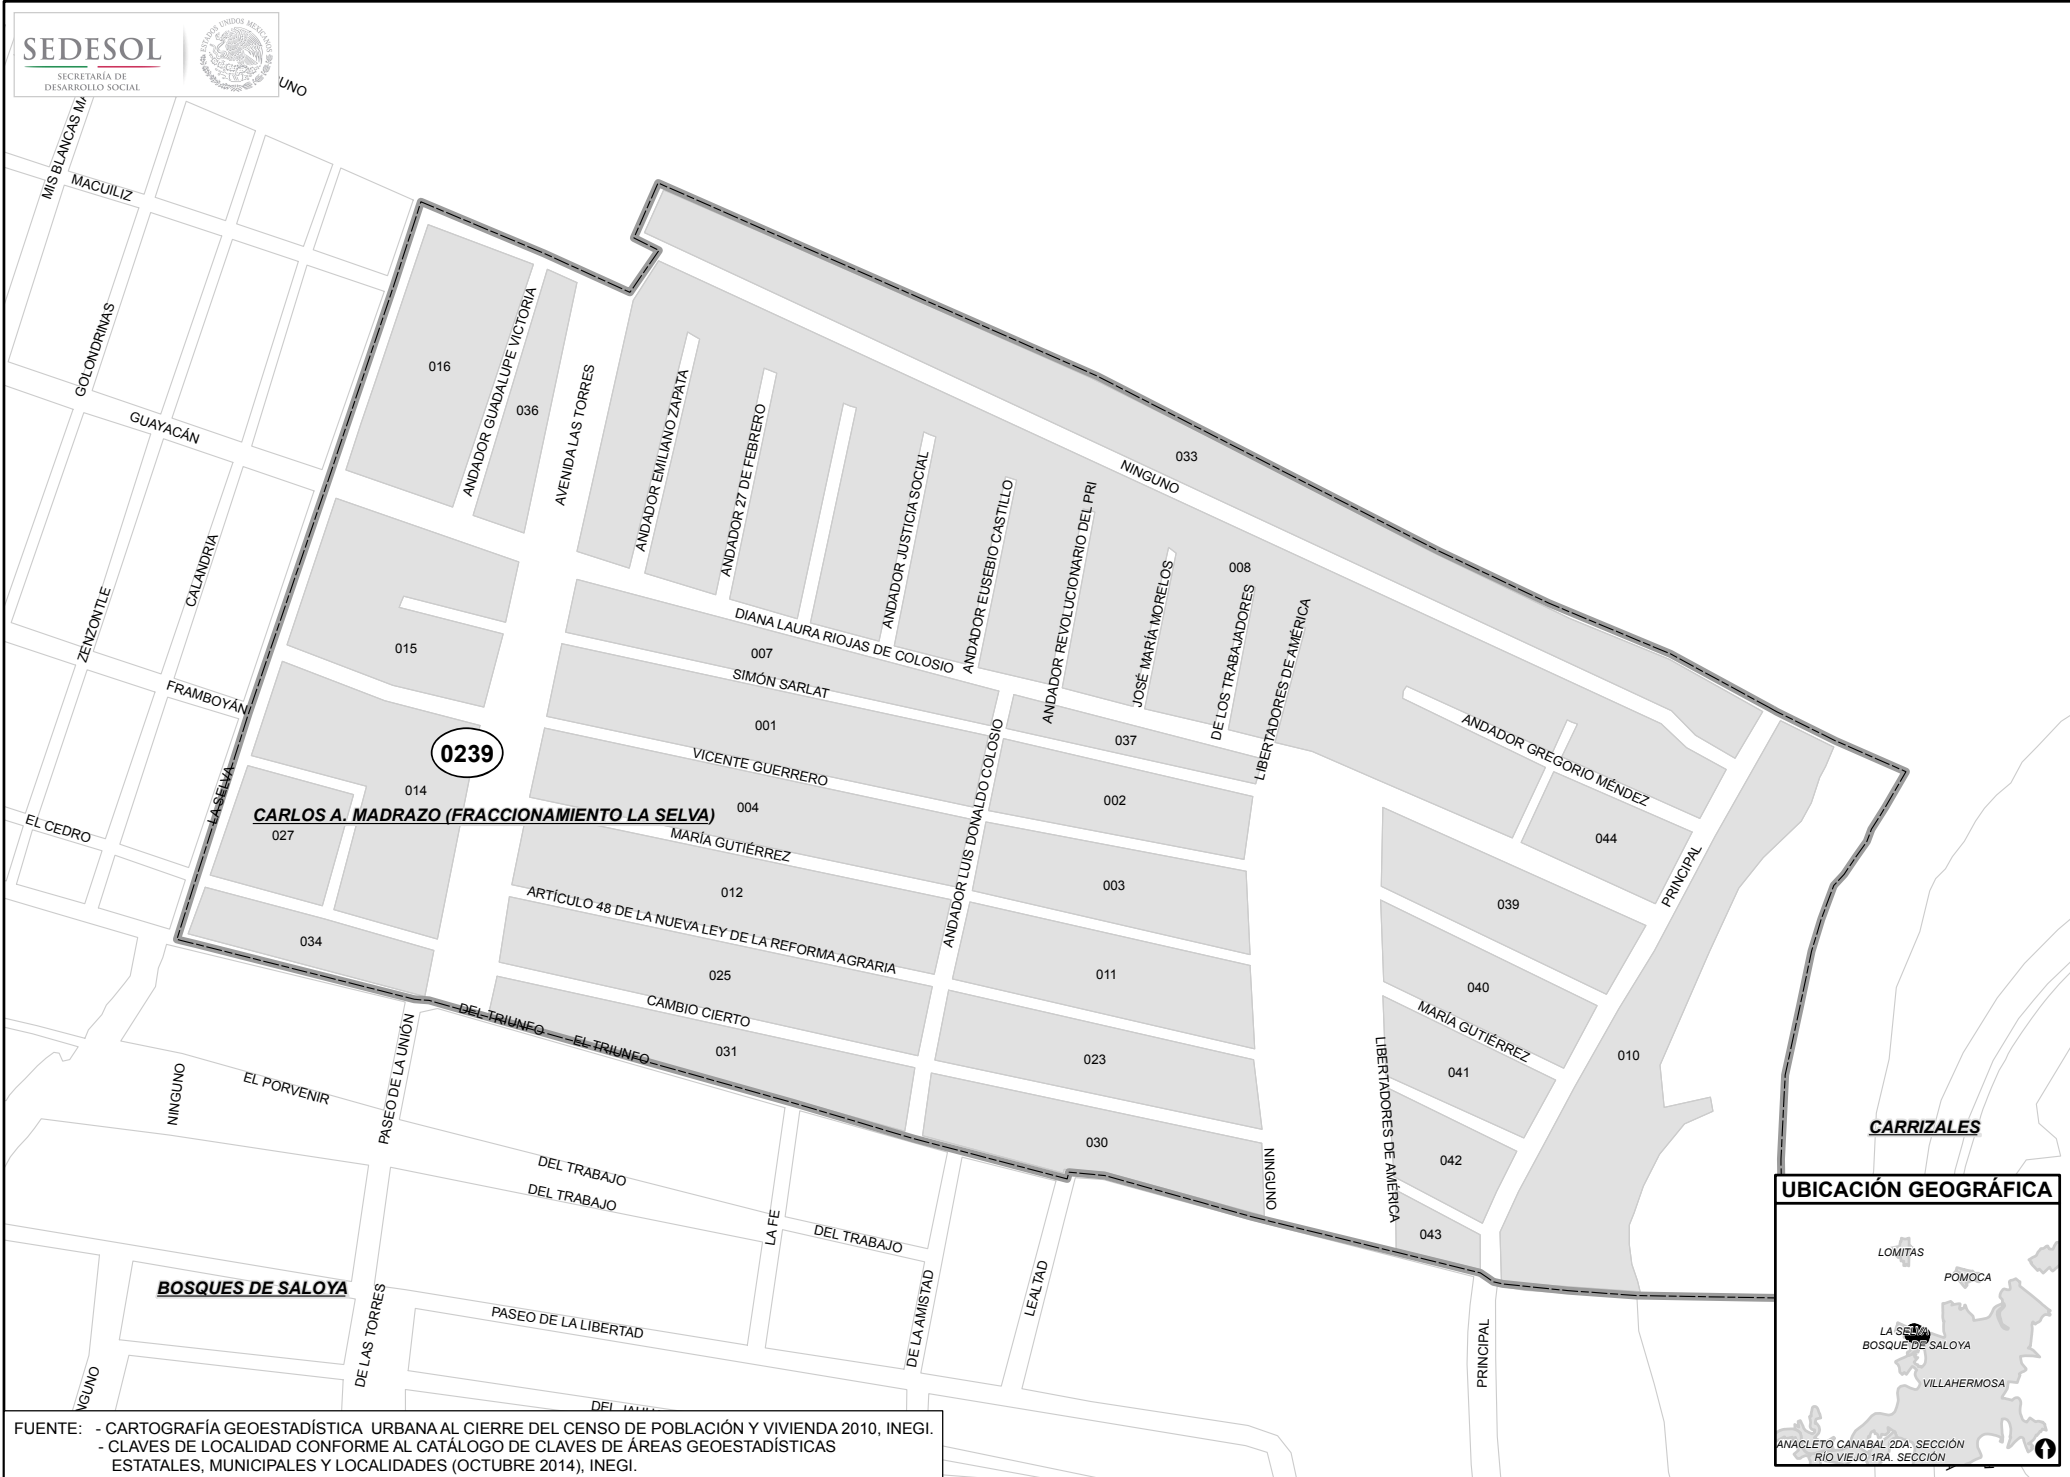 SEDESOL
SECRETARÍA DE
DESARROLLO SOCIAL
ESTADOS UNIDOS MEXICANOS
UNO
MIS BLANCAS MA
MACUILIZ
GOLONDRINAS
GUAYACÁN
CALANDRIA
ZENZONTLE
FRAMBOYÁN
EL CEDRO
LA SELVA
016
ANDADOR GUADALUPE VICTORIA
036
AVENIDA LAS TORRES
ANDADOR EMILIANO ZAPATA
ANDADOR 27 DE FEBRERO
ANDADOR JUSTICIA SOCIAL
ANDADOR EUSEBIO CASTILLO
ANDADOR REVOLUCIONARIO DEL PRI
JOSÉ MARÍA MORELOS
DE LOS TRABAJADORES
LIBERTADORES DE AMÉRICA
NINGUNO
033
008
015
007
DIANA LAURA RIOJAS DE COLOSIO
SIMÓN SARLAT
001
037
ANDADOR GREGORIO MÉNDEZ
044
PRINCIPAL
0239
014
027
CARLOS A. MADRAZO (FRACCIONAMIENTO LA SELVA)
VICENTE GUERRERO
004
002
MARÍA GUTIÉRREZ
ANDADOR LUIS DONALDO COLOSIO
012
003
039
ARTÍCULO 48 DE LA NUEVA LEY DE LA REFORMA AGRARIA
034
025
011
040
CAMBIO CIERTO
MARÍA GUTIÉRREZ
DEL TRIUNFO
EL TRIUNFO
031
023
041
010
LIBERTADORES DE AMÉRICA
030
042
043
NINGUNO
NINGUNO
EL PORVENIR
PASEO DE LA UNIÓN
DEL TRABAJO
DEL TRABAJO
DEL TRABAJO
LA FE
DE LA AMISTAD
LEALTAD
PRINCIPAL
BOSQUES DE SALOYA
DE LAS TORRES
PASEO DE LA LIBERTAD
NGUNO
CARRIZALES
UBICACIÓN GEOGRÁFICA
LOMITAS
POMOCA
LA SELVA
BOSQUE DE SALOYA
VILLAHERMOSA
ANACLETO CANABAL 2DA. SECCIÓN
RÍO VIEJO 1RA. SECCIÓN
FUENTE: - CARTOGRAFÍA GEOESTADÍSTICA URBANA AL CIERRE DEL CENSO DE POBLACIÓN Y VIVIENDA 2010, INEGI.
- CLAVES DE LOCALIDAD CONFORME AL CATÁLOGO DE CLAVES DE ÁREAS GEOESTADÍSTICAS
ESTATALES, MUNICIPALES Y LOCALIDADES (OCTUBRE 2014), INEGI.